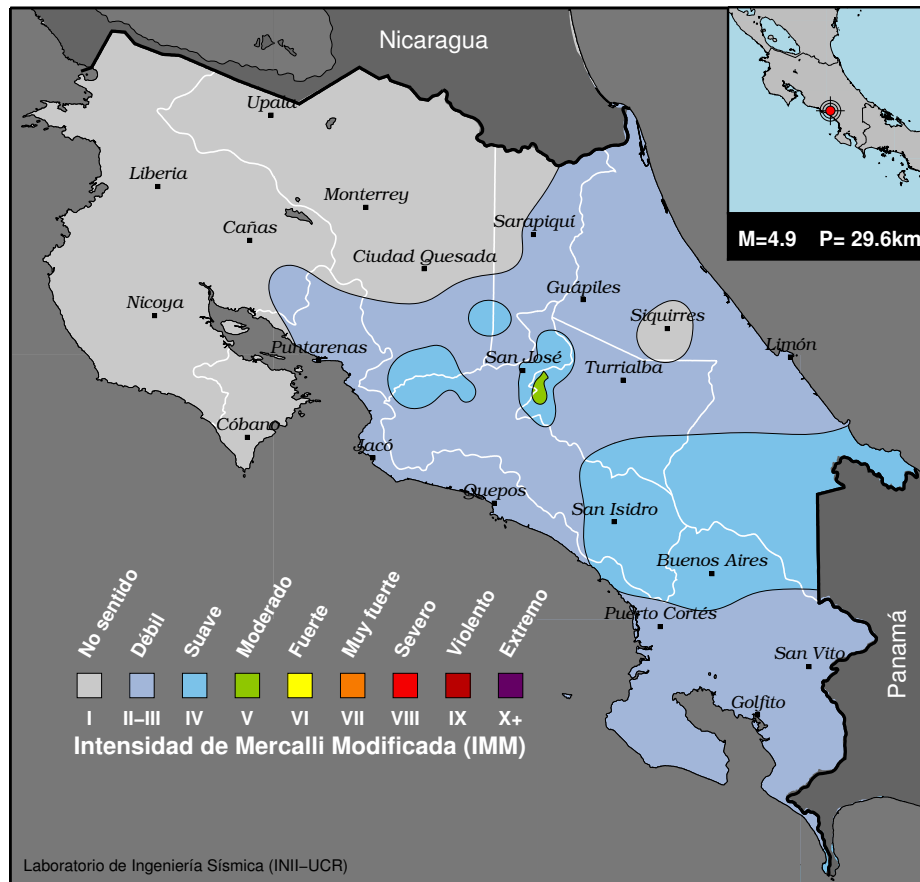 Nicaragua
Upala
Liberia
Monterrey
Cañas
Sarapiquí
M=4.9 P= 29.6km
Ciudad Quesada
Guápiles
Nicoya
Siquirres
Puntarenas
San José
Limón
Turrialba
Cóbano
Jacó
Quepos
San Isidro
Buenos Aires
Puerto Cortés
San Vito
Golfito
Panamá
No sentido
Débil
Suave
Moderado
Fuerte
Muy fuerte
Severo
Violento
Extremo
I II–III IV V VI VII VIII IX X+
Intensidad de Mercalli Modificada (IMM)
Laboratorio de Ingeniería Sísmica (INII–UCR)